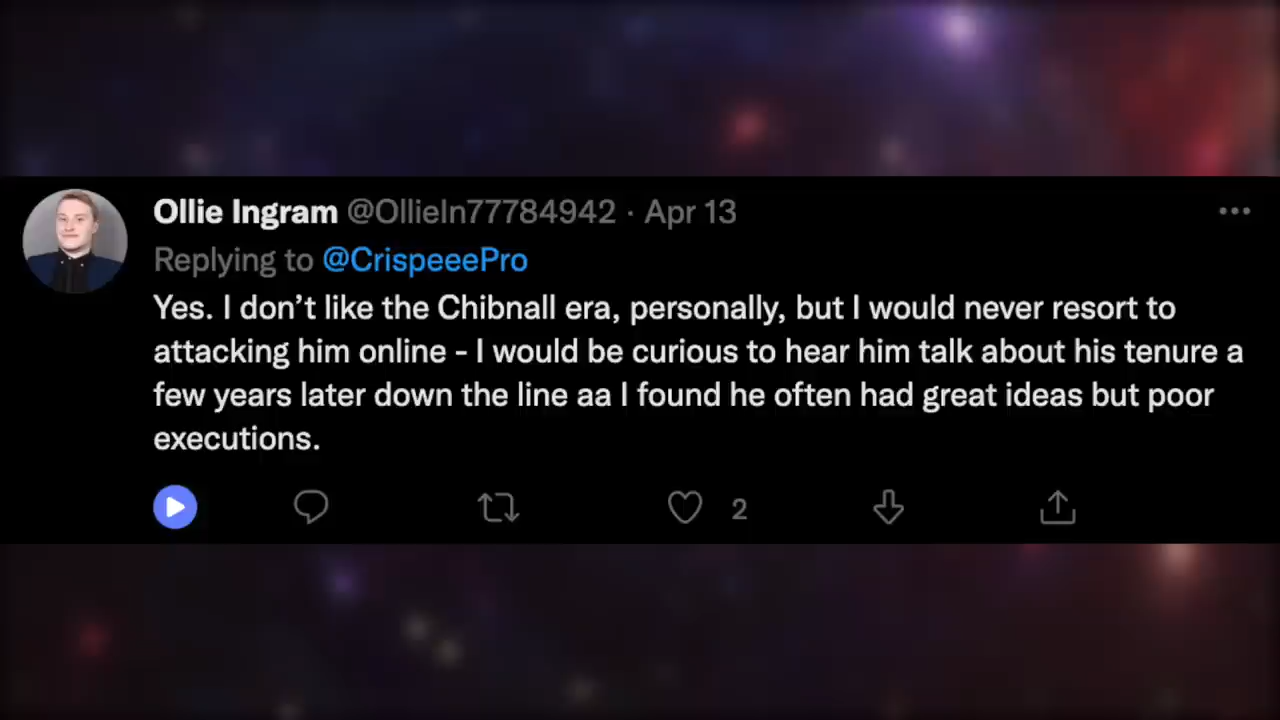 Ollie Ingram @OllieIn77784942 · Apr 13
Replying to @CrispeeePro
Yes. I don’t like the Chibnall era, personally, but I would never resort to
attacking him online - I would be curious to hear him talk about his tenure a
few years later down the line aa I found he often had great ideas but poor
executions.
2